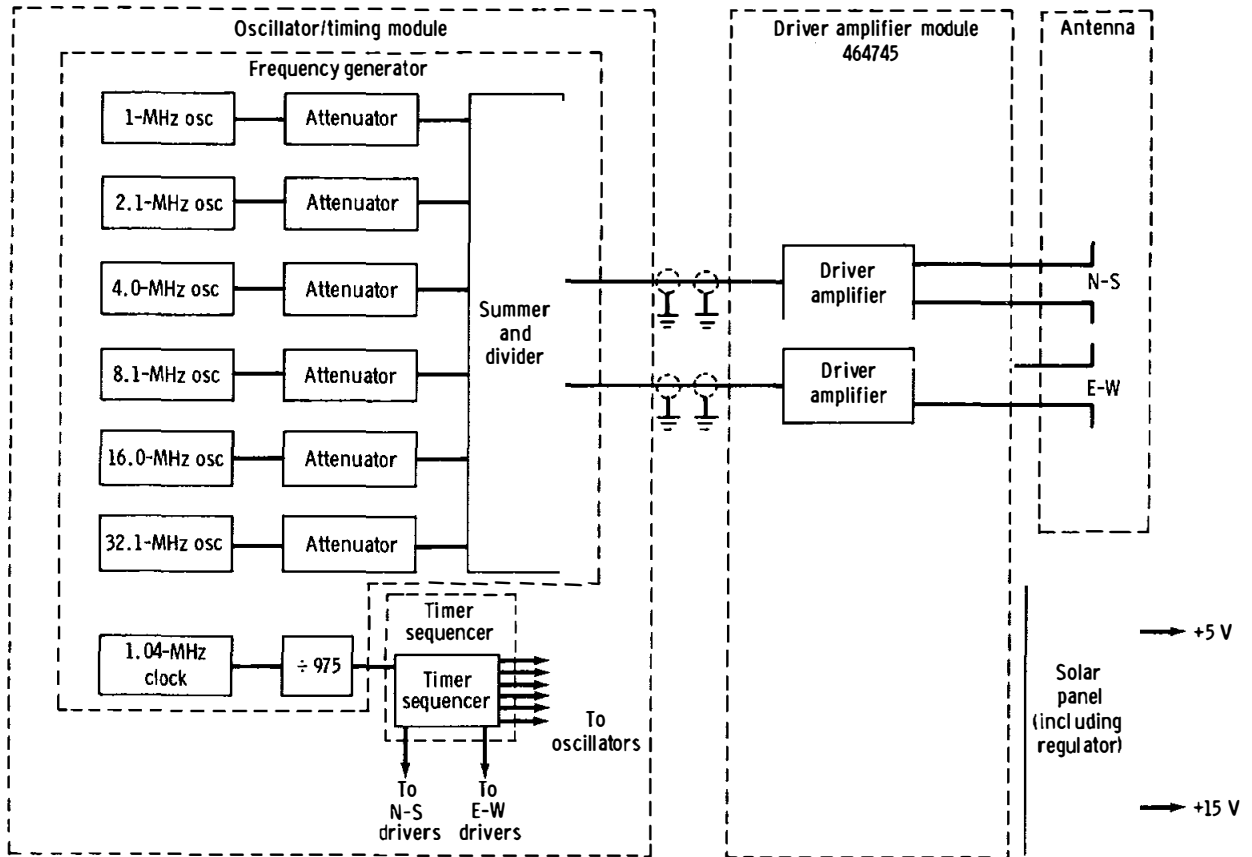 Oscillator/timing module
Frequency generator
1-MHz osc
Attenuator
2.1-MHz osc
Attenuator
4.0-MHz osc
Attenuator
8.1-MHz osc
Attenuator
16.0-MHz osc
Attenuator
32.1-MHz osc
Attenuator
Summer
and
divider
1.04-MHz
clock
÷ 975
Timer
sequencer
Timer
sequencer
To
oscillators
To
N-S
drivers
To
E-W
drivers
Driver amplifier module
464745
Driver
amplifier
Driver
amplifier
Antenna
N-S
E-W
Solar
panel
(including
regulator)
+5 V
+15 V